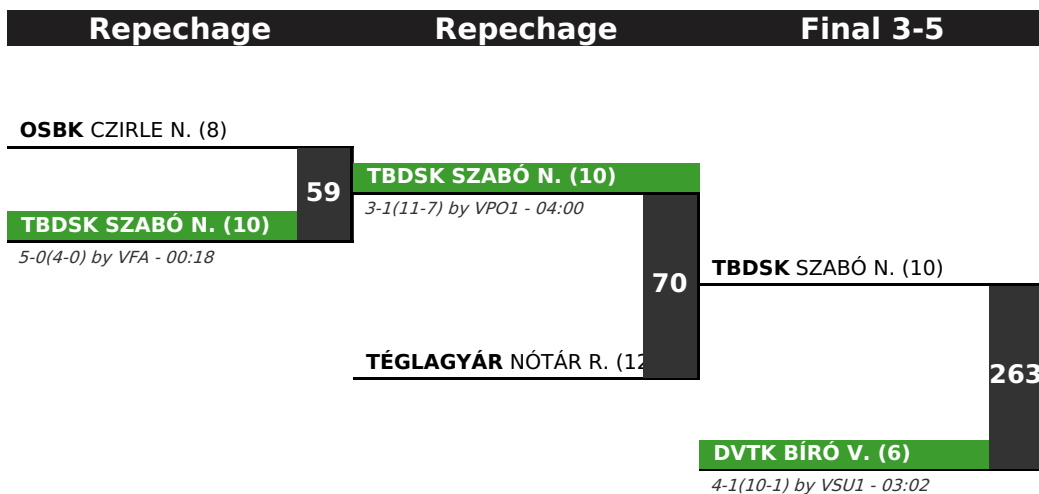 Repechage Repechage Final 3-5
OSBK CZIRLE N. (8)
59
TBDSK SZABÓ N. (10)
5-0(4-0) by VFA - 00:18
TBDSK SZABÓ N. (10)
3-1(11-7) by VPO1 - 04:00
70
TÉGLAGYÁR NÓTÁR R. (12
TBDSK SZABÓ N. (10)
263
DVTK BÍRÓ V. (6)
4-1(10-1) by VSU1 - 03:02